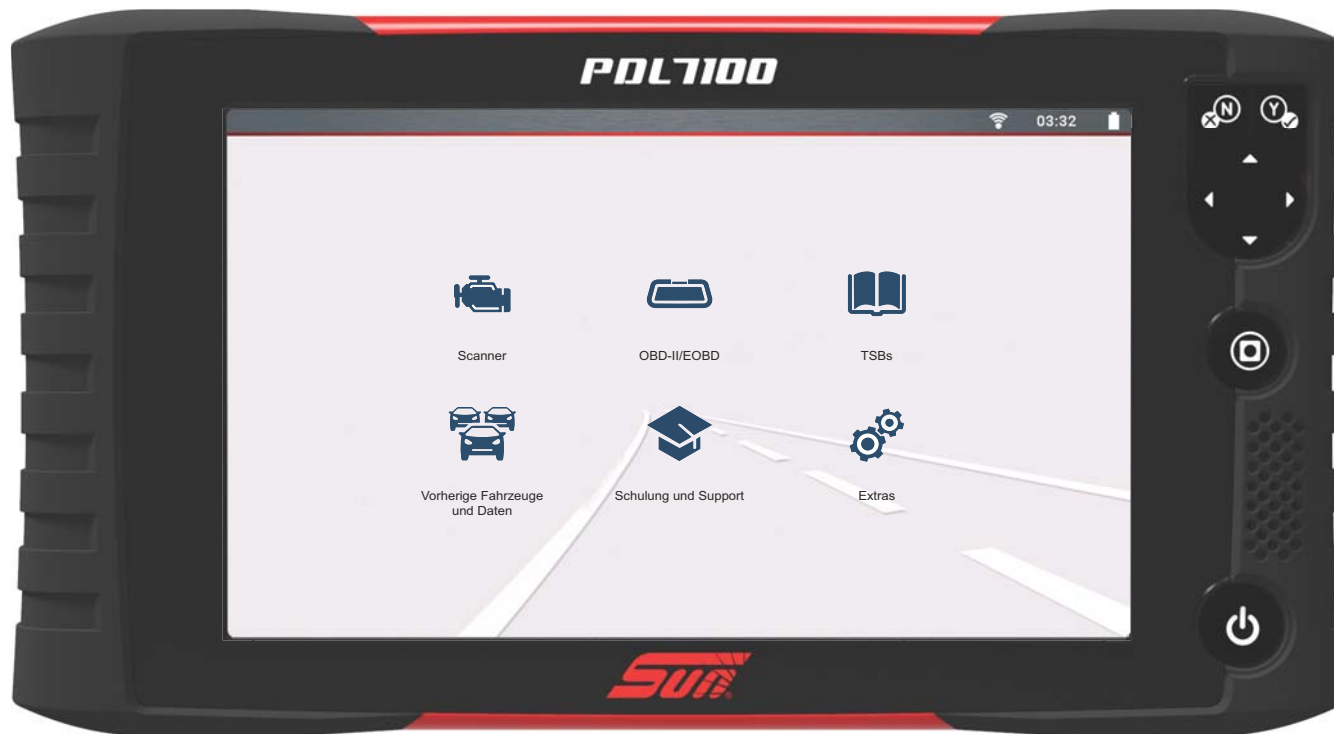 PDL7100
03:32
N
Y
Scanner
OBD-II/EOBD
TSBs
Vorherige Fahrzeuge
und Daten
Schulung und Support
Extras
Sun